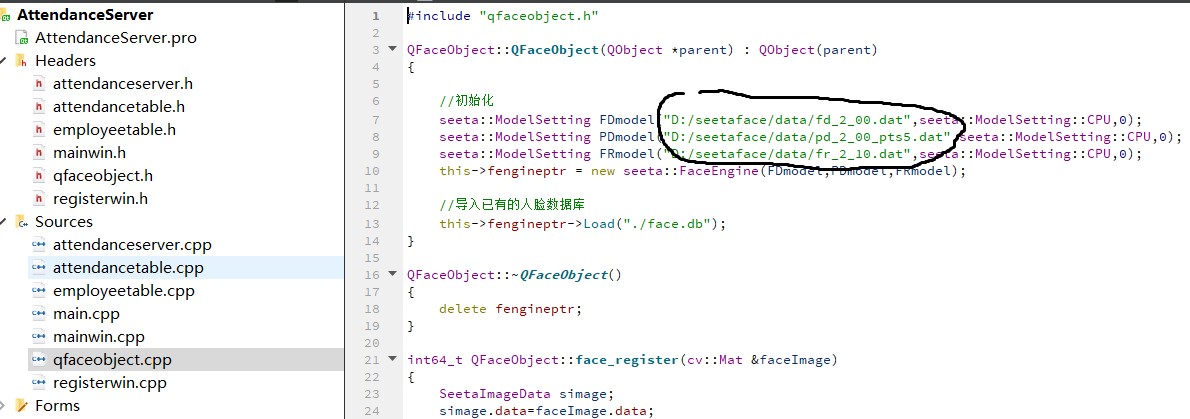 AttendanceServer
AttendanceServer.pro
Headers
attendanceserver.h
attendancetable.h
employeetable.h
mainwin.h
qfaceobject.h
registerwin.h
Sources
attendanceserver.cpp
attendancetable.cpp
employeetable.cpp
main.cpp
mainwin.cpp
qfaceobject.cpp
registerwin.cpp
Forms
1 #include "qfaceobject.h"
2
3 QFaceObject::QFaceObject(QObject *parent) : QObject(parent)
4 {
5
6 //初始化
7 seeta::ModelSetting FDmodel("D:/seetaface/data/fd_2_00.dat",seeta::ModelSetting::CPU,0);
8 seeta::ModelSetting PDmodel("D:/seetaface/data/pd_2_00_pts5.dat",seeta::ModelSetting::CPU,0);
9 seeta::ModelSetting FRmodel("D:/seetaface/data/fr_2_10.dat",seeta::ModelSetting::CPU,0);
10 this->fengineptr = new seeta::FaceEngine(FDmodel,PDmodel,FRmodel);
11
12 //导入已有的人脸数据库
13 this->fengineptr->Load("./face.db");
14 }
15
16 QFaceObject::~QFaceObject()
17 {
18 delete fengineptr;
19 }
20
21 int64_t QFaceObject::face_register(cv::Mat &faceImage)
22 {
23 SeetaImageData simage;
24 simage.data=faceImage.data;